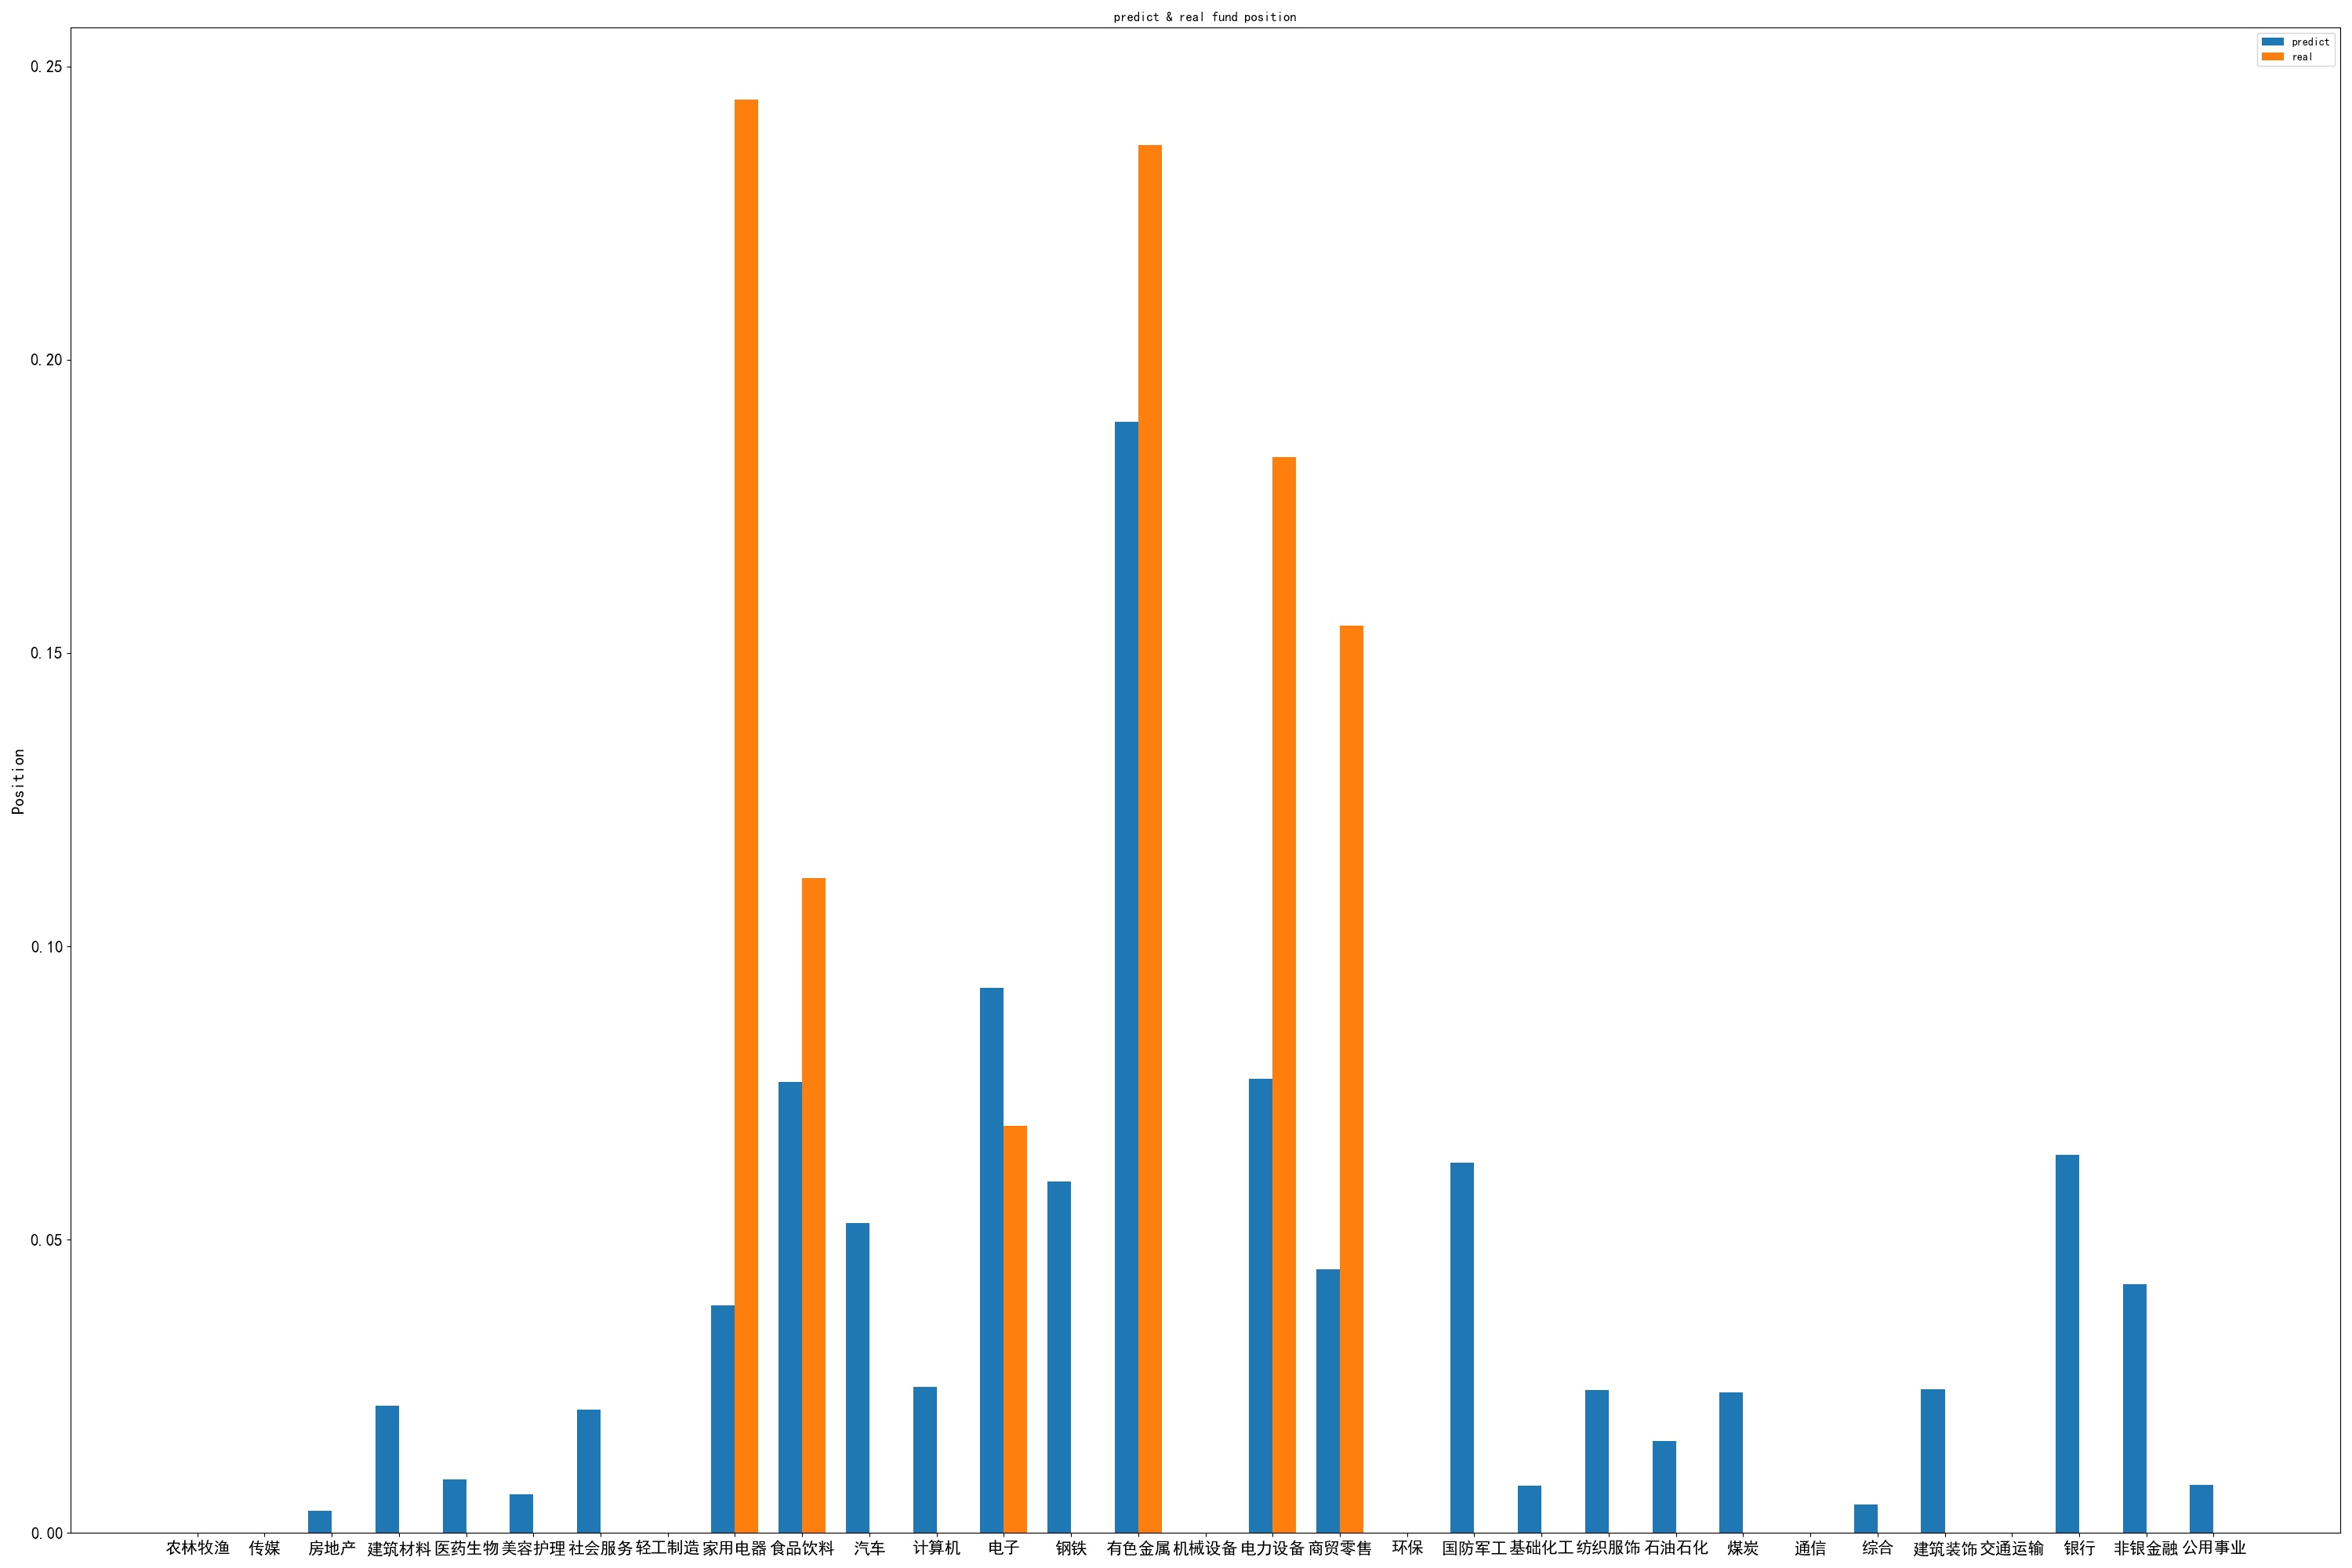 predict & real fund position
predict
real
0.25
0.20
0.15
0.10
0.05
0.00
Position
农林牧渔 传媒 房地产 建筑材料 医药生物 美容护理 社会服务 轻工制造 家用电器 食品饮料 汽车 计算机 电子 钢铁 有色金属 机械设备 电力设备 商贸零售 环保 国防军工 基础化工 纺织服饰 石油石化 煤炭 通信 综合 建筑装饰 交通运输 银行 非银金融 公用事业